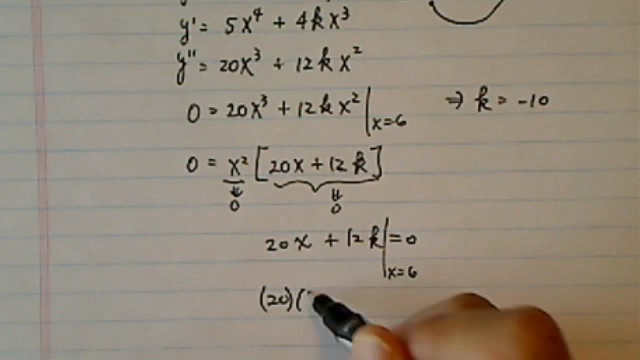 y' = 5x⁴ + 4kx³
y'' = 20x³ + 12kx²
0 = 20x³ + 12kx² |x=6 ⇒ k = -10
0 = x² [20x + 12k]
⇓ ⇓
0 0
20x + 12k | = 0
x=6
(20)(